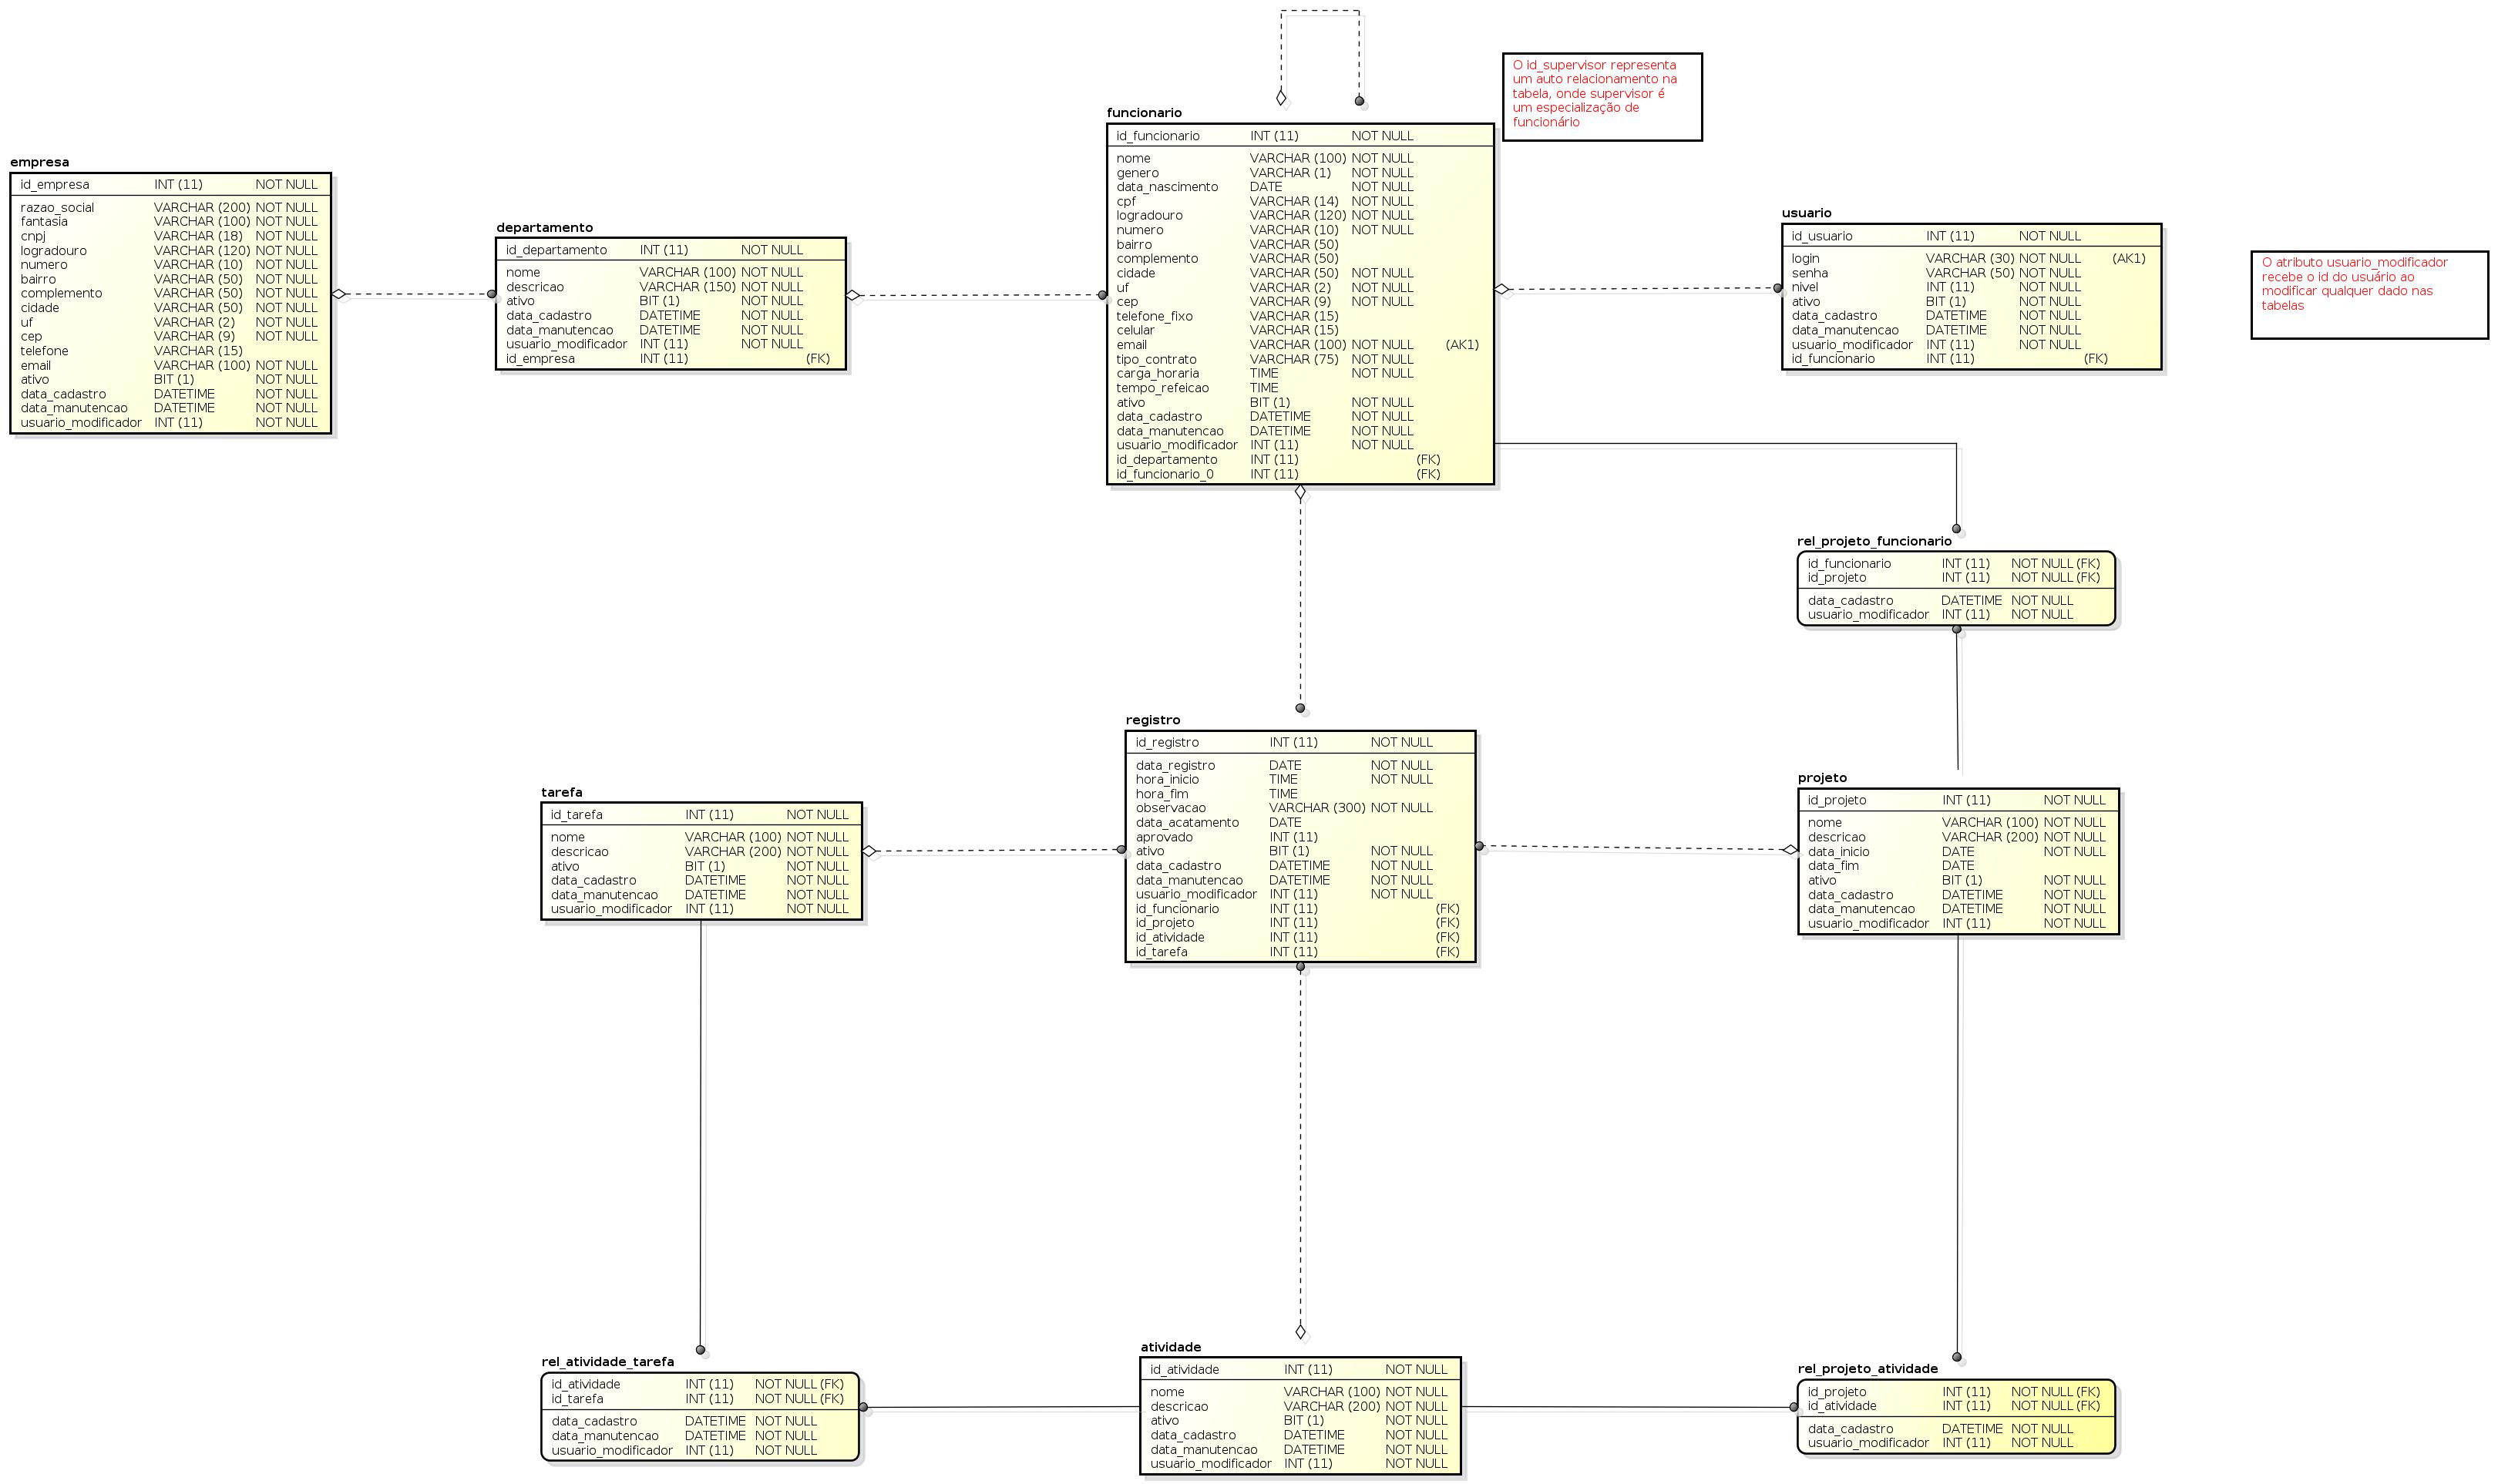 O id_supervisor representa
um auto relacionamento na
tabela, onde supervisor é
um especialização de
funcionário
funcionario
id_funcionario INT (11) NOT NULL
nome VARCHAR (100) NOT NULL
genero VARCHAR (1) NOT NULL
data_nascimento DATE NOT NULL
cpf VARCHAR (14) NOT NULL
logradouro VARCHAR (120) NOT NULL
numero VARCHAR (10) NOT NULL
bairro VARCHAR (50)
complemento VARCHAR (50)
cidade VARCHAR (50) NOT NULL
uf VARCHAR (2) NOT NULL
cep VARCHAR (9) NOT NULL
telefone_fixo VARCHAR (15)
celular VARCHAR (15)
email VARCHAR (100) NOT NULL (AK1)
tipo_contrato VARCHAR (75) NOT NULL
carga_horaria TIME NOT NULL
tempo_refeicao TIME
ativo BIT (1) NOT NULL
data_cadastro DATETIME NOT NULL
data_manutencao DATETIME NOT NULL
usuario_modificador INT (11) NOT NULL
id_departamento INT (11) (FK)
id_funcionario_0 INT (11) (FK)
empresa
id_empresa INT (11) NOT NULL
razao_social VARCHAR (200) NOT NULL
fantasia VARCHAR (100) NOT NULL
cnpj VARCHAR (18) NOT NULL
logradouro VARCHAR (120) NOT NULL
numero VARCHAR (10) NOT NULL
bairro VARCHAR (50) NOT NULL
complemento VARCHAR (50) NOT NULL
cidade VARCHAR (50) NOT NULL
uf VARCHAR (2) NOT NULL
cep VARCHAR (9) NOT NULL
telefone VARCHAR (15)
email VARCHAR (100) NOT NULL
ativo BIT (1) NOT NULL
data_cadastro DATETIME NOT NULL
data_manutencao DATETIME NOT NULL
usuario_modificador INT (11) NOT NULL
departamento
id_departamento INT (11) NOT NULL
nome VARCHAR (100) NOT NULL
descricao VARCHAR (150) NOT NULL
ativo BIT (1) NOT NULL
data_cadastro DATETIME NOT NULL
data_manutencao DATETIME NOT NULL
usuario_modificador INT (11) NOT NULL
id_empresa INT (11) (FK)
usuario
id_usuario INT (11) NOT NULL
login VARCHAR (30) NOT NULL (AK1)
senha VARCHAR (50) NOT NULL
nivel INT (11) NOT NULL
ativo BIT (1) NOT NULL
data_cadastro DATETIME NOT NULL
data_manutencao DATETIME NOT NULL
usuario_modificador INT (11) NOT NULL
id_funcionario INT (11) (FK)
O atributo usuario_modificador
recebe o id do usuário ao
modificar qualquer dado nas
tabelas
rel_projeto_funcionario
id_funcionario INT (11) NOT NULL (FK)
id_projeto INT (11) NOT NULL (FK)
data_cadastro DATETIME NOT NULL
usuario_modificador INT (11) NOT NULL
registro
id_registro INT (11) NOT NULL
data_registro DATE NOT NULL
hora_inicio TIME NOT NULL
hora_fim TIME
observacao VARCHAR (300) NOT NULL
data_acatamento DATE
aprovado INT (11)
ativo BIT (1) NOT NULL
data_cadastro DATETIME NOT NULL
data_manutencao DATETIME NOT NULL
usuario_modificador INT (11) NOT NULL
id_funcionario INT (11) (FK)
id_projeto INT (11) (FK)
id_atividade INT (11) (FK)
id_tarefa INT (11) (FK)
tarefa
id_tarefa INT (11) NOT NULL
nome VARCHAR (100) NOT NULL
descricao VARCHAR (200) NOT NULL
ativo BIT (1) NOT NULL
data_cadastro DATETIME NOT NULL
data_manutencao DATETIME NOT NULL
usuario_modificador INT (11) NOT NULL
projeto
id_projeto INT (11) NOT NULL
nome VARCHAR (100) NOT NULL
descricao VARCHAR (200) NOT NULL
data_inicio DATE NOT NULL
data_fim DATE
ativo BIT (1) NOT NULL
data_cadastro DATETIME NOT NULL
data_manutencao DATETIME NOT NULL
usuario_modificador INT (11) NOT NULL
rel_atividade_tarefa
id_atividade INT (11) NOT NULL (FK)
id_tarefa INT (11) NOT NULL (FK)
data_cadastro DATETIME NOT NULL
data_manutencao DATETIME NOT NULL
usuario_modificador INT (11) NOT NULL
atividade
id_atividade INT (11) NOT NULL
nome VARCHAR (100) NOT NULL
descricao VARCHAR (200) NOT NULL
ativo BIT (1) NOT NULL
data_cadastro DATETIME NOT NULL
data_manutencao DATETIME NOT NULL
usuario_modificador INT (11) NOT NULL
rel_projeto_atividade
id_projeto INT (11) NOT NULL (FK)
id_atividade INT (11) NOT NULL (FK)
data_cadastro DATETIME NOT NULL
usuario_modificador INT (11) NOT NULL